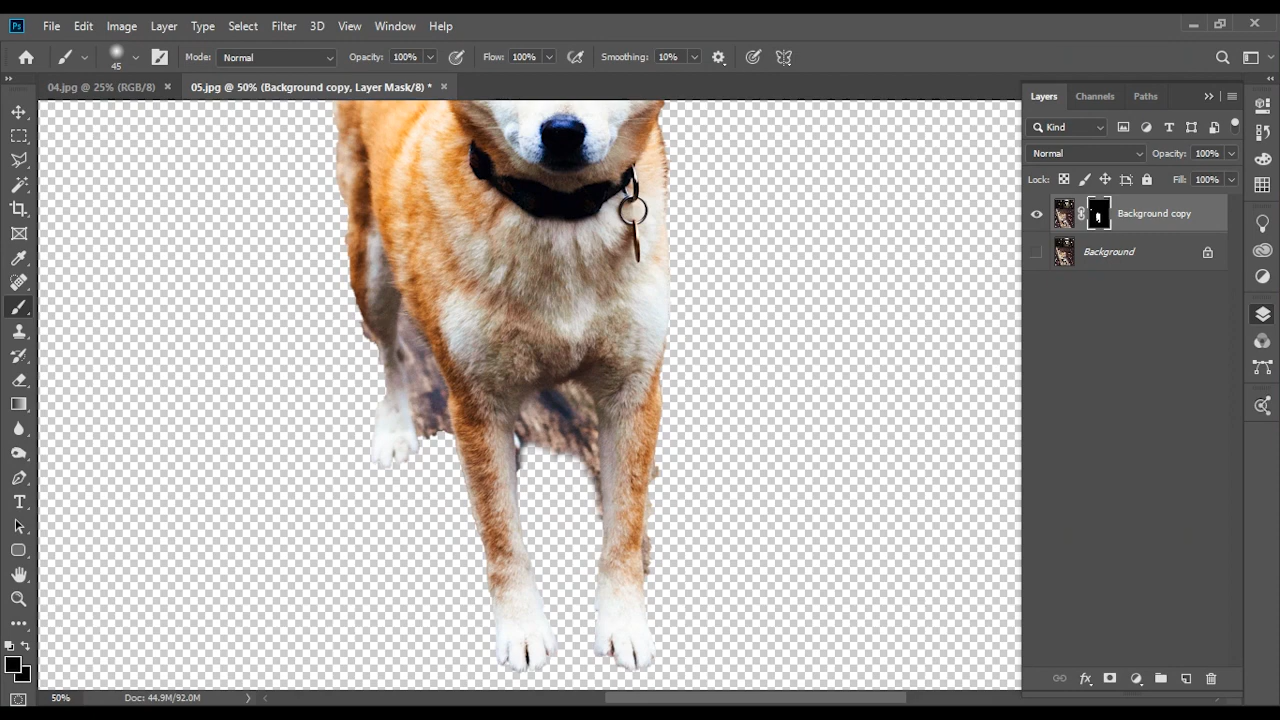 Ps File Edit Image Layer Type Select Filter 3D View Window Help
45 Mode: Normal Opacity: 100% Flow: 100% Smoothing: 10%
04.jpg @ 25% (RGB/8) × 05.jpg @ 50% (Background copy, Layer Mask/8) * ×
Layers Channels Paths
Kind
Normal Opacity: 100%
Lock: Fill: 100%
Background copy
Background
fx
50% Doc: 44.9M/92.0M